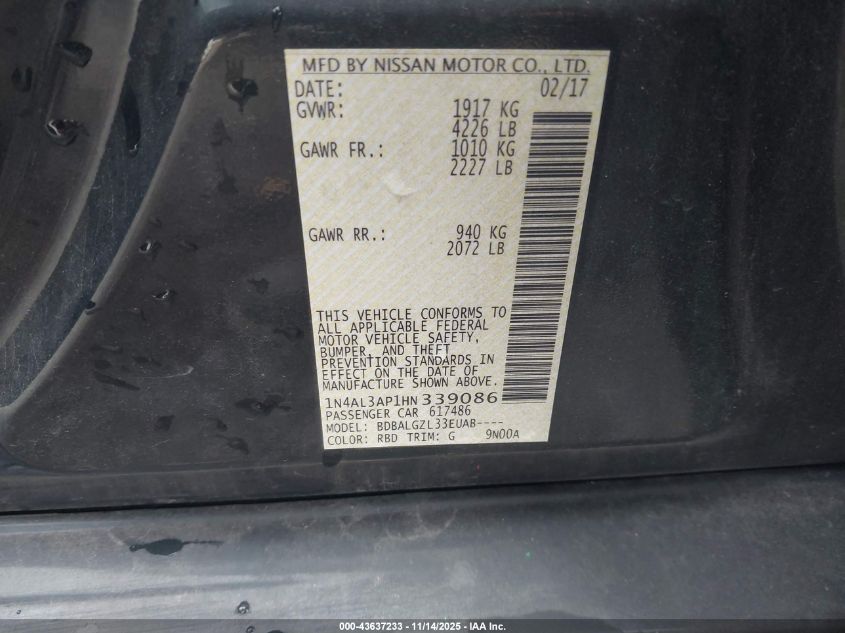 MFD BY NISSAN MOTOR CO., LTD.
DATE: 02/17
GVWR: 1917 KG
4226 LB
GAWR FR.: 1010 KG
2227 LB
GAWR RR.: 940 KG
2072 LB
THIS VEHICLE CONFORMS TO
ALL APPLICABLE FEDERAL
MOTOR VEHICLE SAFETY,
BUMPER, AND THEFT
PREVENTION STANDARDS IN
EFFECT ON THE DATE OF
MANUFACTURE SHOWN ABOVE.
1N4AL3AP1HN 339086
PASSENGER CAR 617486
MODEL: BDBALGZL33EUAB----
COLOR: RBD TRIM: G 9N00A
000-43637233 - 11/14/2025 - IAA Inc.